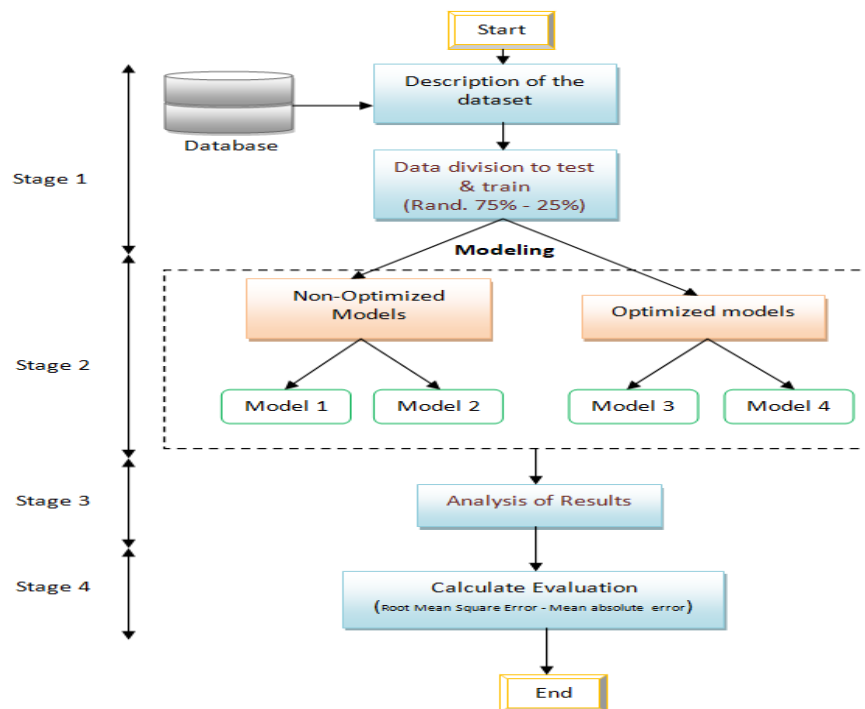 Start
Description of the
dataset
Database
Stage 1
Data division to test
& train
(Rand. 75% - 25%)
Modeling
Stage 2
Non-Optimized
Models
Optimized models
Model 1
Model 2
Model 3
Model 4
Stage 3
Analysis of Results
Stage 4
Calculate Evaluation
(Root Mean Square Error - Mean absolute error)
End